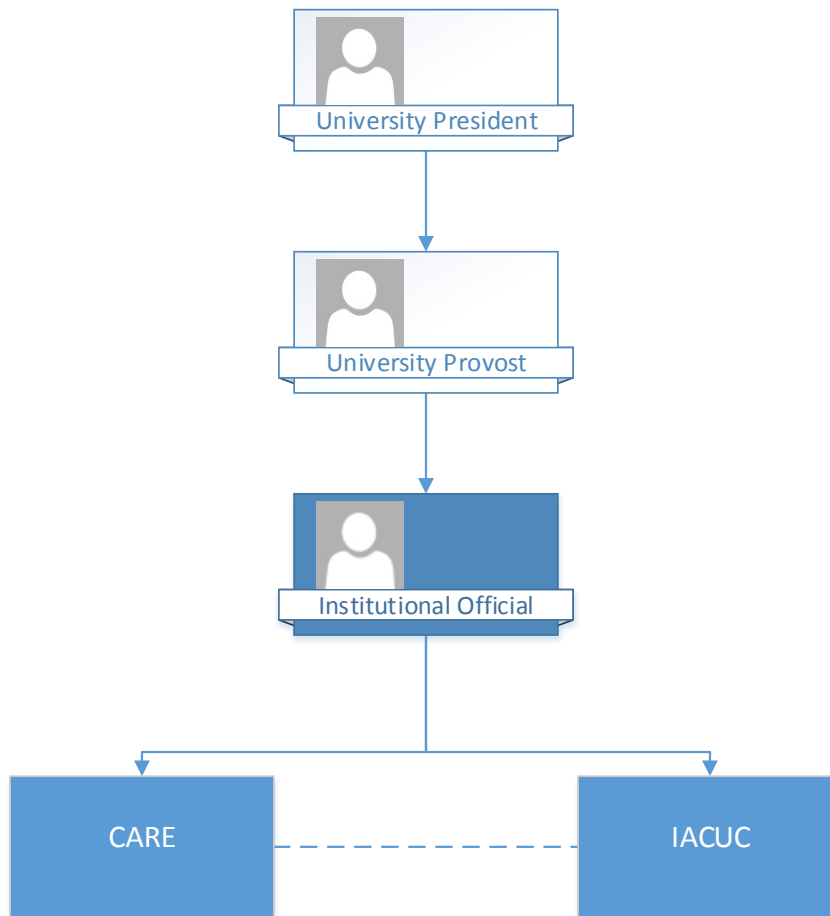 University President
University Provost
Institutional Official
CARE
IACUC